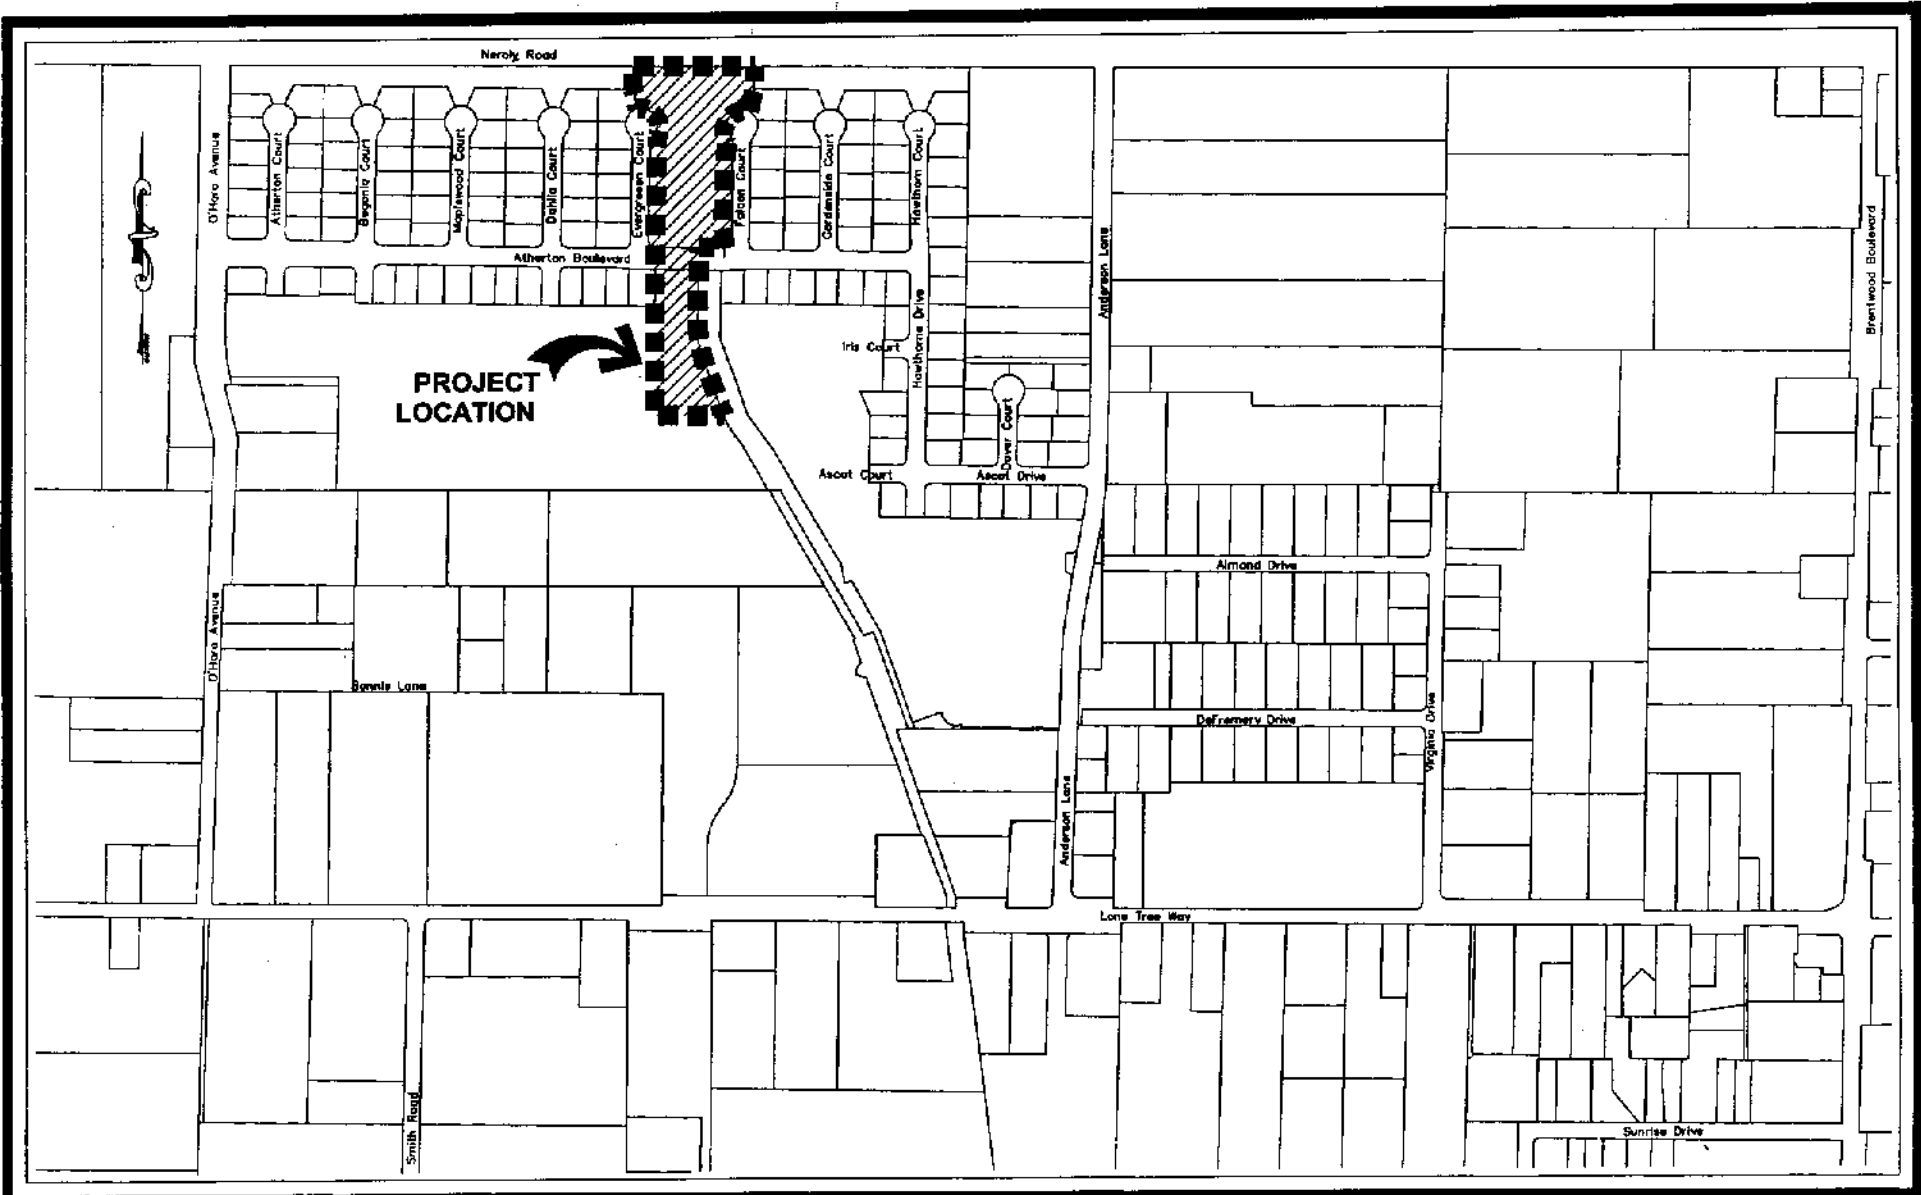 Neroly Road
O'Hara Avenue
Atherton Court
Begonia Court
Maplewood Court
Dahlia Court
Evergreen Court
Court
Gardenside Court
Hawthorn Court
Atherton Boulevard
Anderson Lane
Brentwood Boulevard
Hawthorne Drive
Iris Court
PROJECT
LOCATION
Dover Court
Ascot Court
Ascot Drive
Almond Drive
O'Hara Avenue
Bonnie Lane
DeFremery Drive
Virginia Drive
Anderson Lane
Lone Tree Way
Smith Road
Sunrise Drive